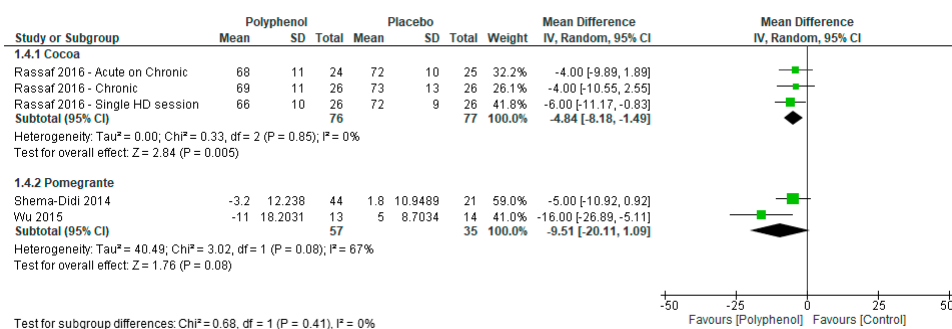 Polyphenol Placebo Mean Difference Mean Difference
Study or Subgroup Mean SD Total Mean SD Total Weight IV, Random, 95% CI IV, Random, 95% CI
1.4.1 Cocoa
Rassaf 2016 - Acute on Chronic 68 11 24 72 10 25 32.2% -4.00 [-9.89, 1.89]
Rassaf 2016 - Chronic 69 11 26 73 13 26 26.1% -4.00 [-10.55, 2.55]
Rassaf 2016 - Single HD session 66 10 26 72 9 26 41.8% -6.00 [-11.17, -0.83]
Subtotal (95% CI) 76 77 100.0% -4.84 [-8.18, -1.49]
Heterogeneity: Tau² = 0.00; Chi² = 0.33, df = 2 (P = 0.85); I² = 0%
Test for overall effect: Z = 2.84 (P = 0.005)
1.4.2 Pomegrante
Shema-Didi 2014 -3.2 12.238 44 1.8 10.9489 21 59.0% -5.00 [-10.92, 0.92]
Wu 2015 -11 18.2031 13 5 8.7034 14 41.0% -16.00 [-26.89, -5.11]
Subtotal (95% CI) 57 35 100.0% -9.51 [-20.11, 1.09]
Heterogeneity: Tau² = 40.49; Chi² = 3.02, df = 1 (P = 0.08); I² = 67%
Test for overall effect: Z = 1.76 (P = 0.08)
-50 -25 0 25 50
Favours [Polyphenol] Favours [Control]
Test for subgroup differences: Chi² = 0.68, df = 1 (P = 0.41), I² = 0%